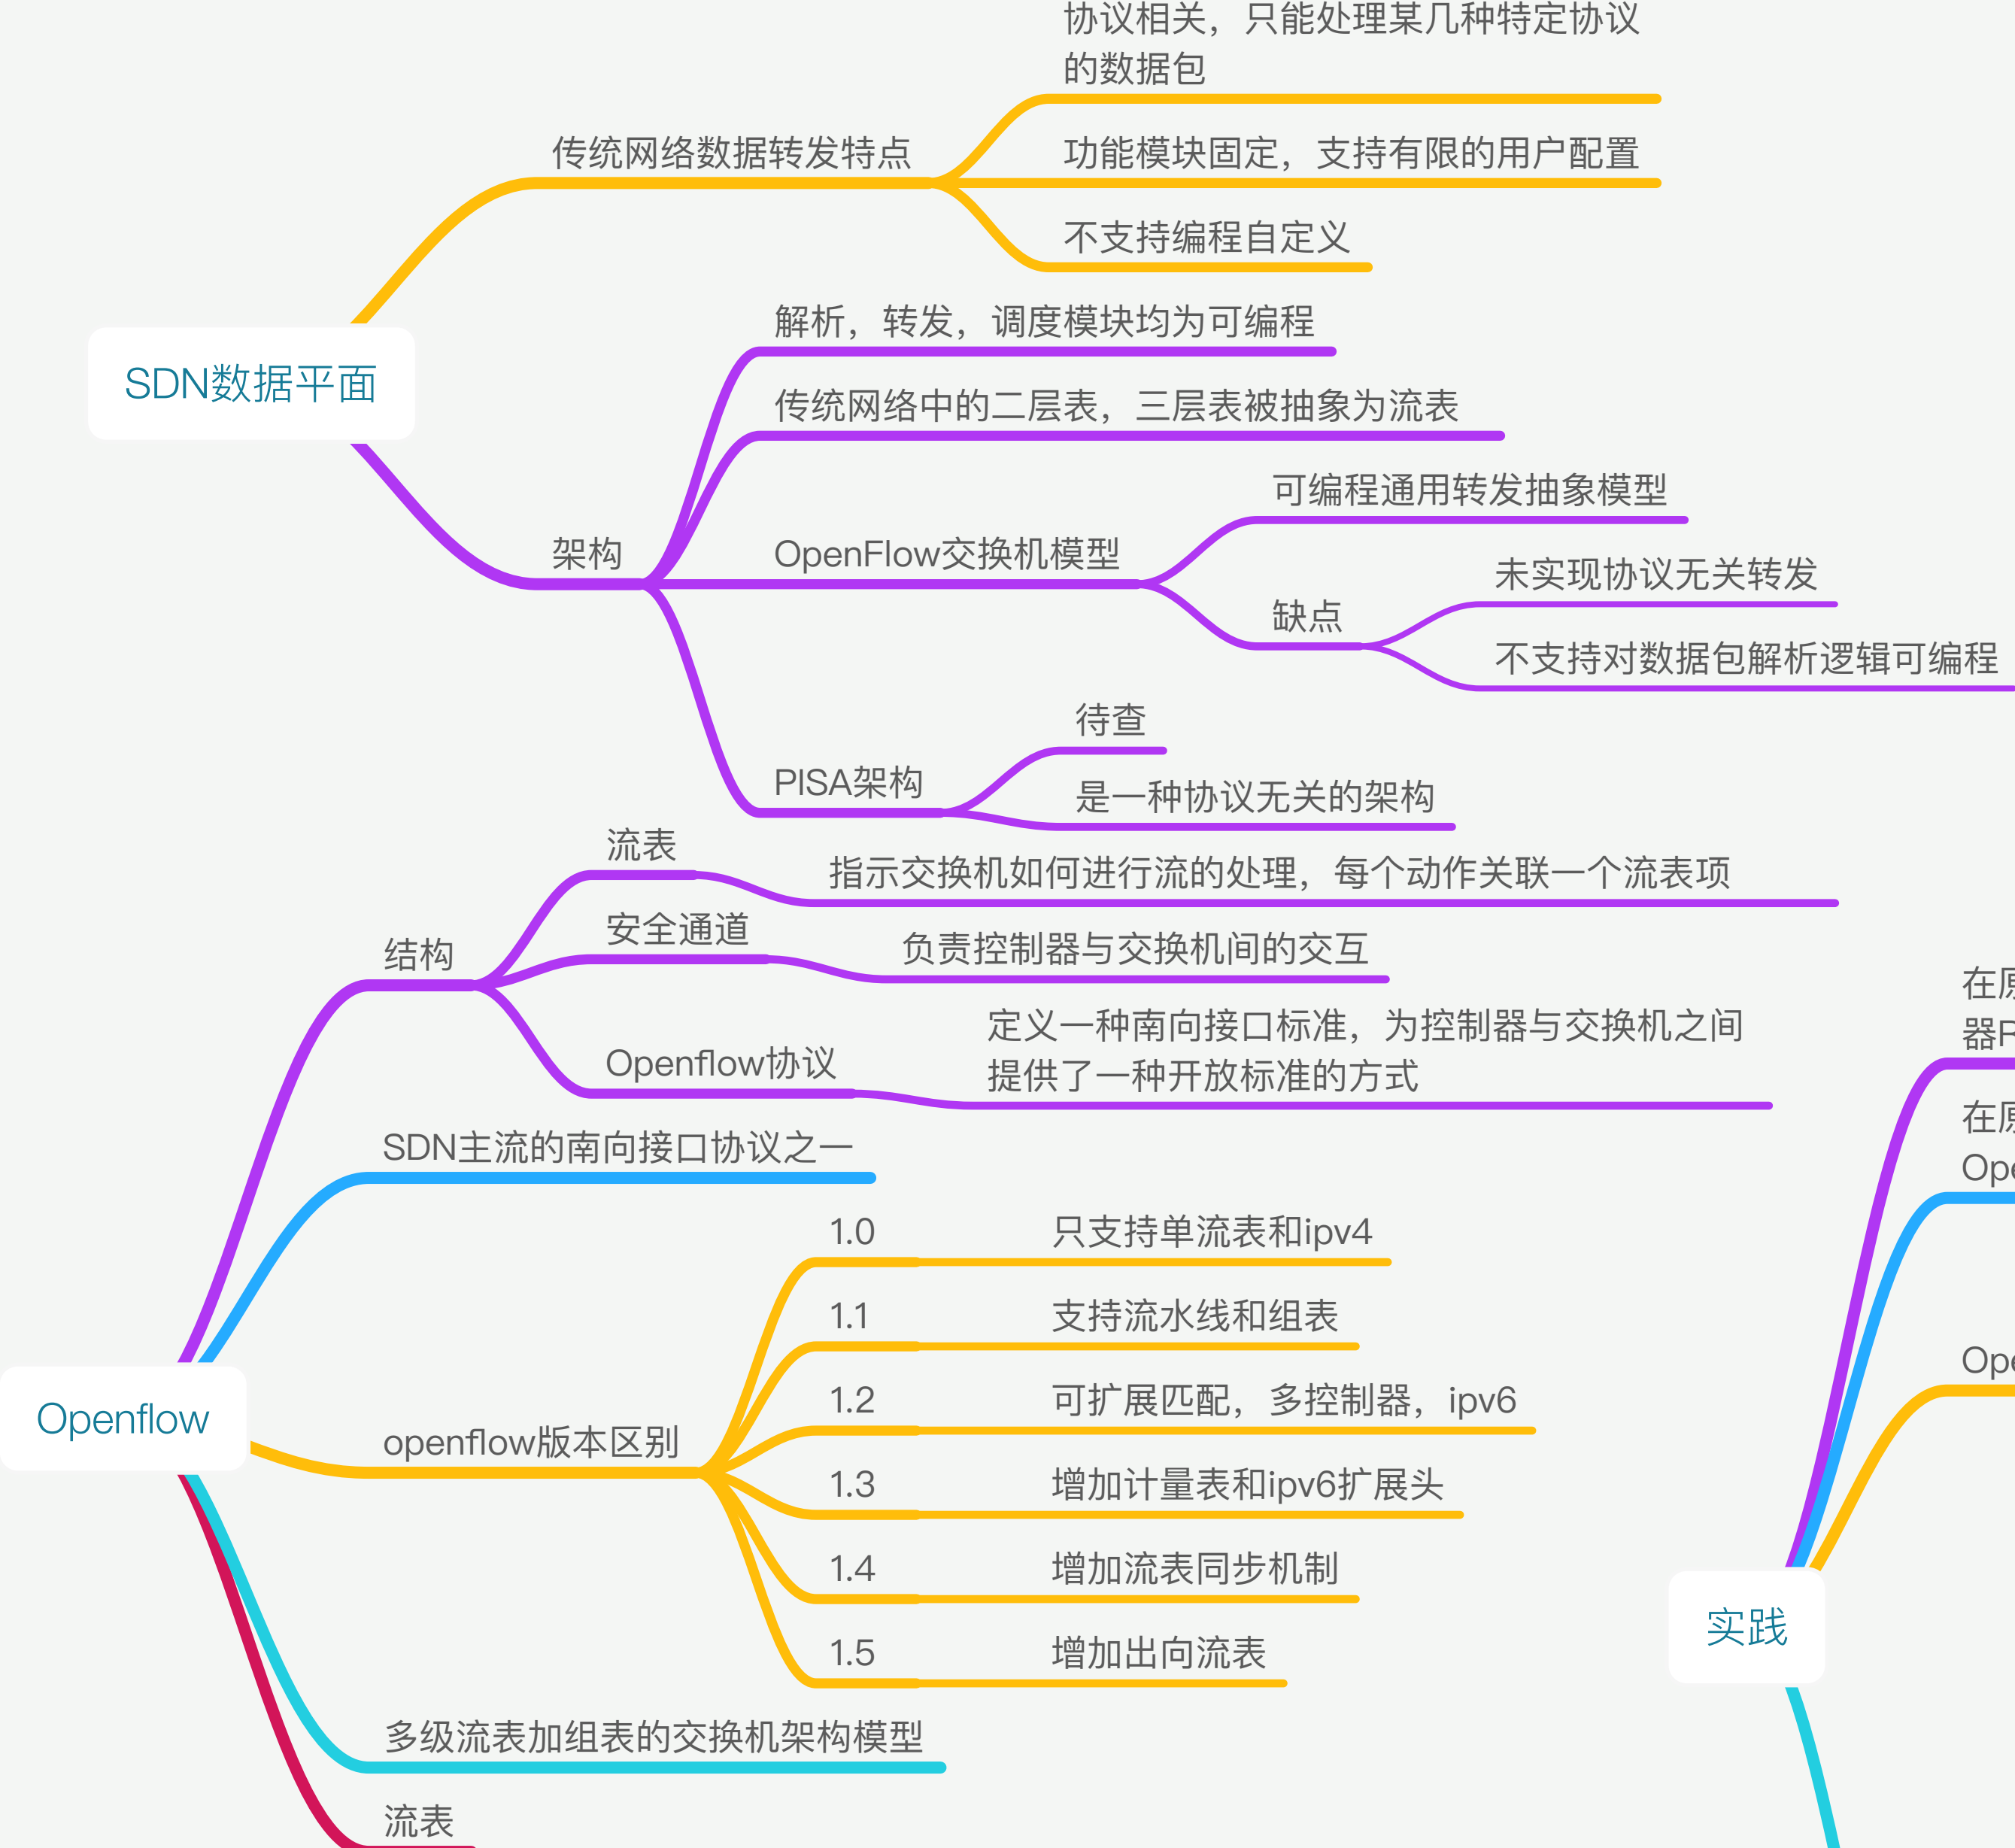 协议相关，只能处理某几种特定协议
的数据包
传统网络数据转发特点
功能模块固定，支持有限的用户配置
不支持编程自定义
SDN数据平面
解析，转发，调度模块均为可编程
传统网络中的二层表，三层表被抽象为流表
可编程通用转发抽象模型
架构
OpenFlow交换机模型
未实现协议无关转发
缺点
不支持对数据包解析逻辑可编程
待查
PISA架构
是一种协议无关的架构
流表
指示交换机如何进行流的处理，每个动作关联一个流表项
安全通道
负责控制器与交换机间的交互
结构
定义一种南向接口标准，为控制器与交换机之间
提供了一种开放标准的方式
Openflow协议
SDN主流的南向接口协议之一
1.0
只支持单流表和ipv4
1.1
支持流水线和组表
1.2
可扩展匹配，多控制器，ipv6
Openflow
openflow版本区别
1.3
增加计量表和ipv6扩展头
1.4
增加流表同步机制
1.5
增加出向流表
多级流表加组表的交换机架构模型
流表
在
器
在
Ope
Ope
实践